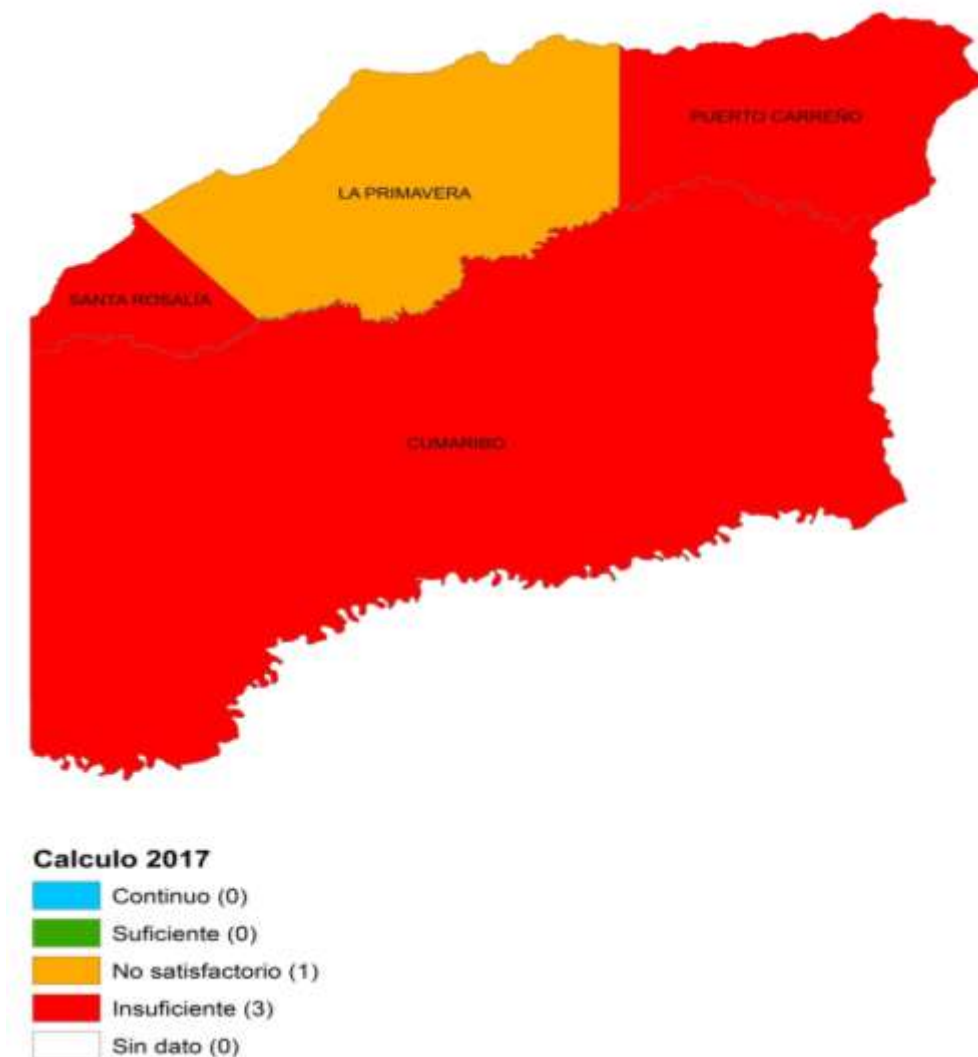 PUERTO CARREÑO
LA PRIMAVERA
SANTA ROSALÍA
CUMARIBO
Calculo 2017
Continuo (0)
Suficiente (0)
No satisfactorio (1)
Insuficiente (3)
Sin dato (0)